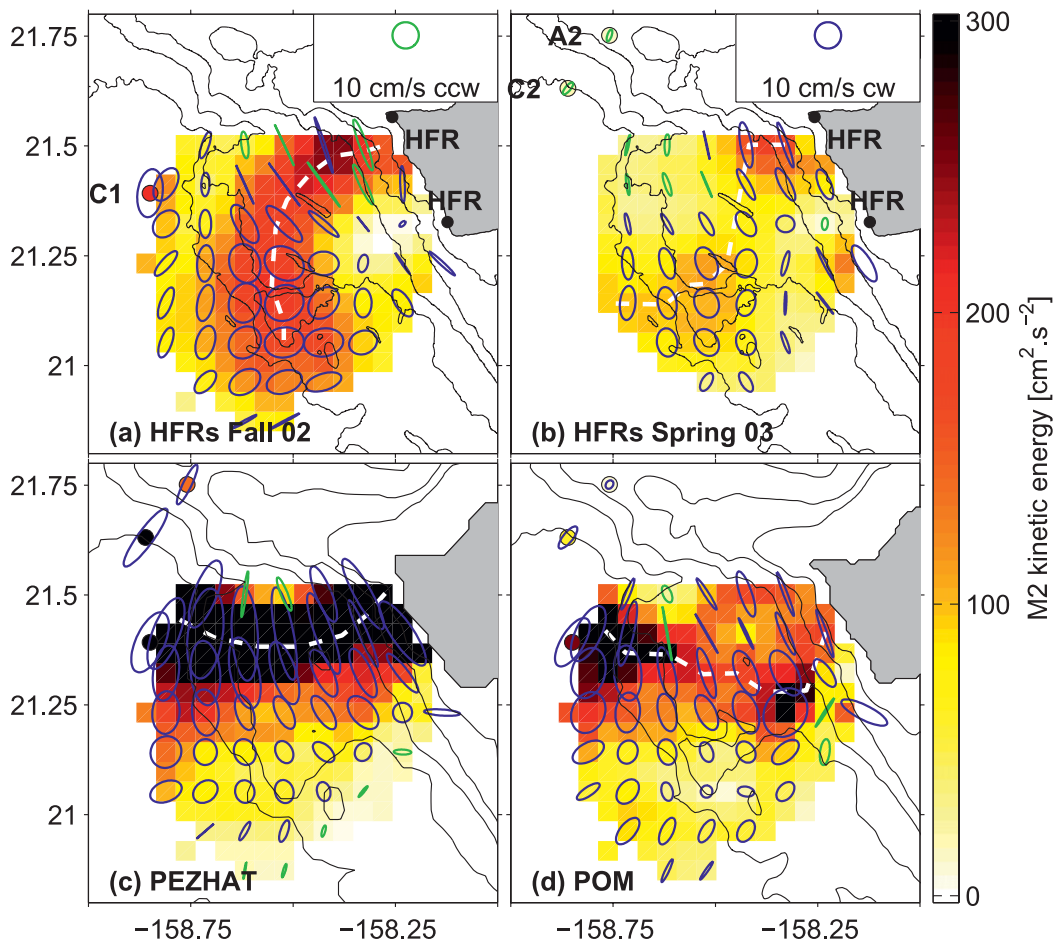 21.75
21.5
21.25
21
10 cm/s ccw
HFR
HFR
C1
(a) HFRs Fall 02
A2
C2
10 cm/s cw
HFR
HFR
(b) HFRs Spring 03
21.75
21.5
21.25
21
(c) PEZHAT
−158.75
−158.25
(d) POM
−158.75
−158.25
300
200
100
0
M2 kinetic energy [cm².s⁻²]